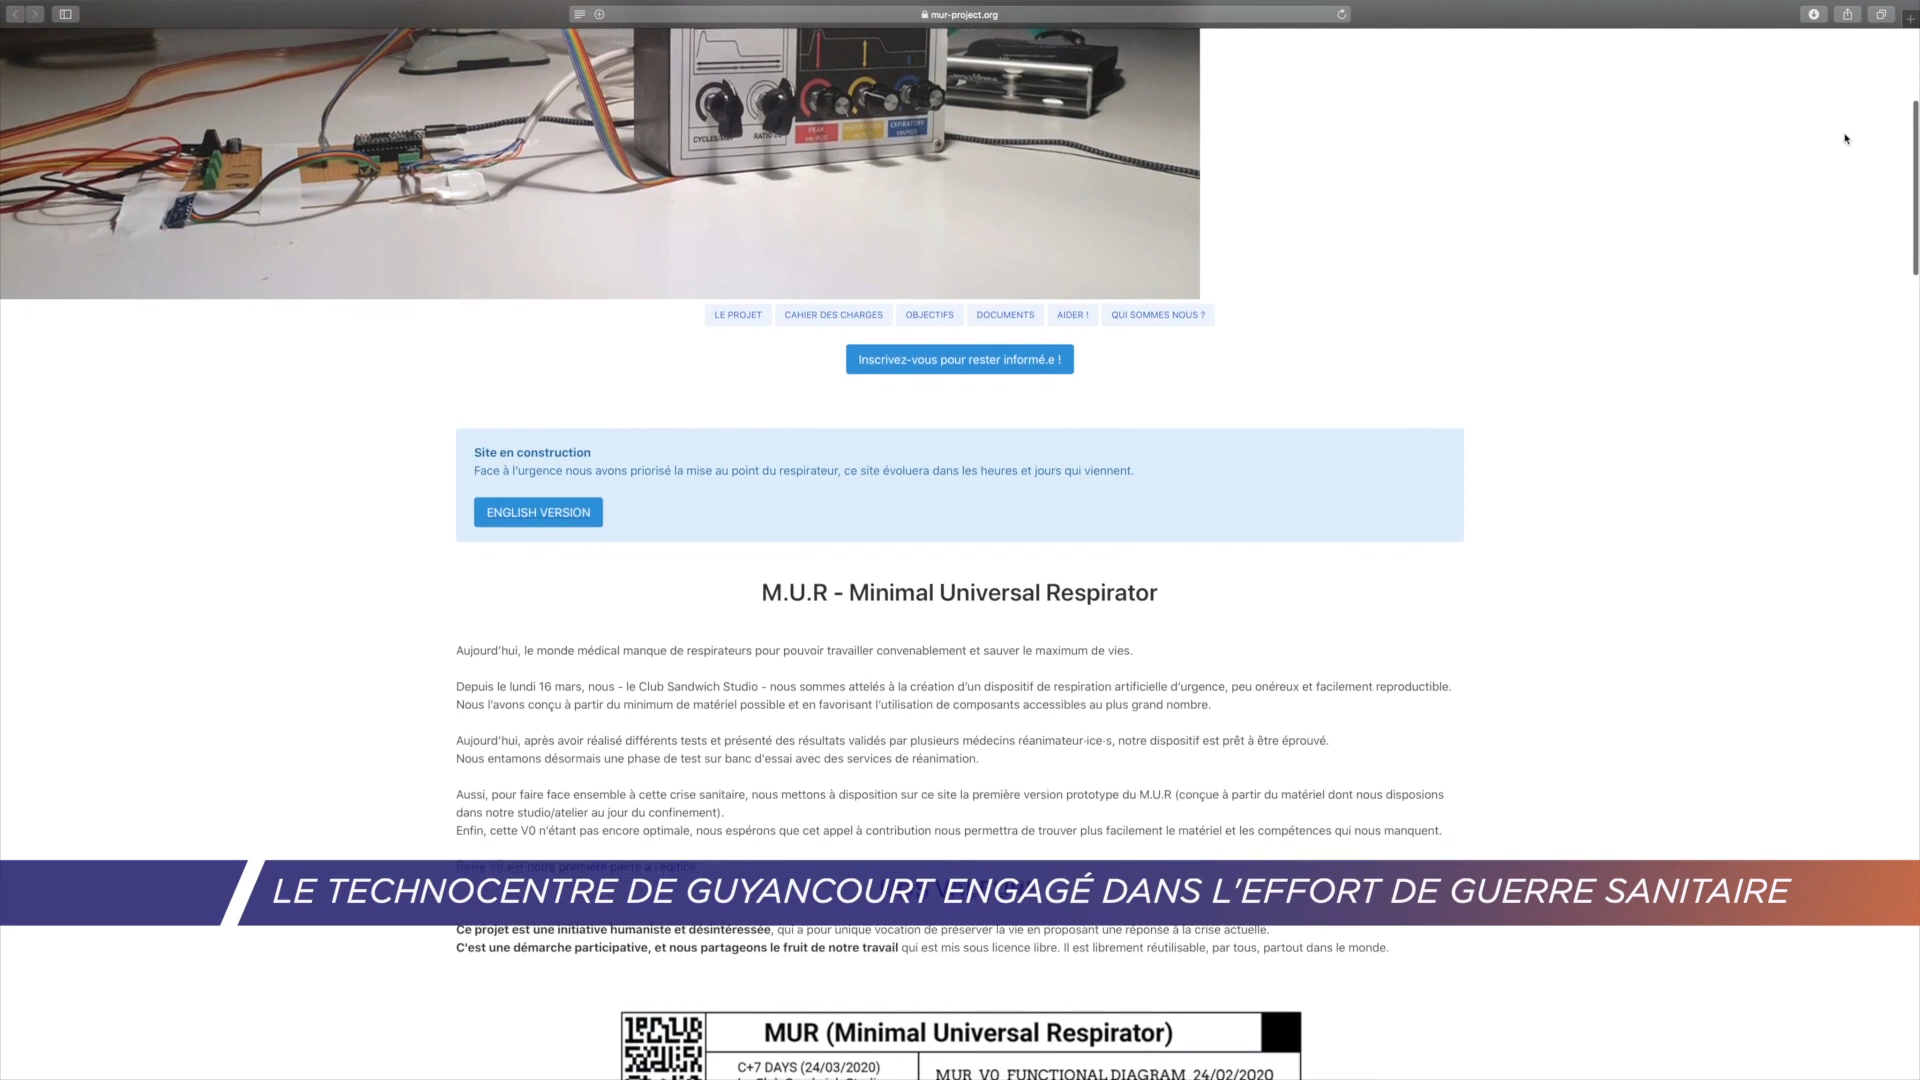 mur-project.org
CYCLES/MIN
RATIO I/E
PEAK
cm/H2O
EXPIRATORY
cm/H2O
LE PROJET
CAHIER DES CHARGES
OBJECTIFS
DOCUMENTS
AIDER !
QUI SOMMES NOUS ?
Inscrivez-vous pour rester informé.e !
Site en construction
Face à l'urgence nous avons priorisé la mise au point du respirateur, ce site évoluera dans les heures et jours qui viennent.
ENGLISH VERSION
M.U.R - Minimal Universal Respirator
Aujourd'hui, le monde médical manque de respirateurs pour pouvoir travailler convenablement et sauver le maximum de vies.
Depuis le lundi 16 mars, nous - le Club Sandwich Studio - nous sommes attelés à la création d'un dispositif de respiration artificielle d'urgence, peu onéreux et facilement reproductible.
Nous l'avons conçu à partir du minimum de matériel possible et en favorisant l'utilisation de composants accessibles au plus grand nombre.
Aujourd'hui, après avoir réalisé différents tests et présenté des résultats validés par plusieurs médecins réanimateur·ice·s, notre dispositif est prêt à être éprouvé.
Nous entamons désormais une phase de test sur banc d'essai avec des services de réanimation.
Aussi, pour faire face ensemble à cette crise sanitaire, nous mettons à disposition sur ce site la première version prototype du M.U.R (conçue à partir du matériel dont nous disposions
dans notre studio/atelier au jour du confinement).
Enfin, cette V0 n'étant pas encore optimale, nous espérons que cet appel à contribution nous permettra de trouver plus facilement le matériel et les compétences qui nous manquent.
notre première pierre à l'édifice
LE TECHNOCENTRE DE GUYANCOURT ENGAGÉ DANS L'EFFORT DE GUERRE SANITAIRE
Ce projet est une initiative humaniste et désintéressée, qui a pour unique vocation de préserver la vie en proposant une réponse à la crise actuelle.
C'est une démarche participative, et nous partageons le fruit de notre travail qui est mis sous licence libre. Il est librement réutilisable, par tous, partout dans le monde.
MUR (Minimal Universal Respirator)
C+7 DAYS (24/03/2020)
MUR V0 FUNCTIONAL DIAGRAM 24/02/2020